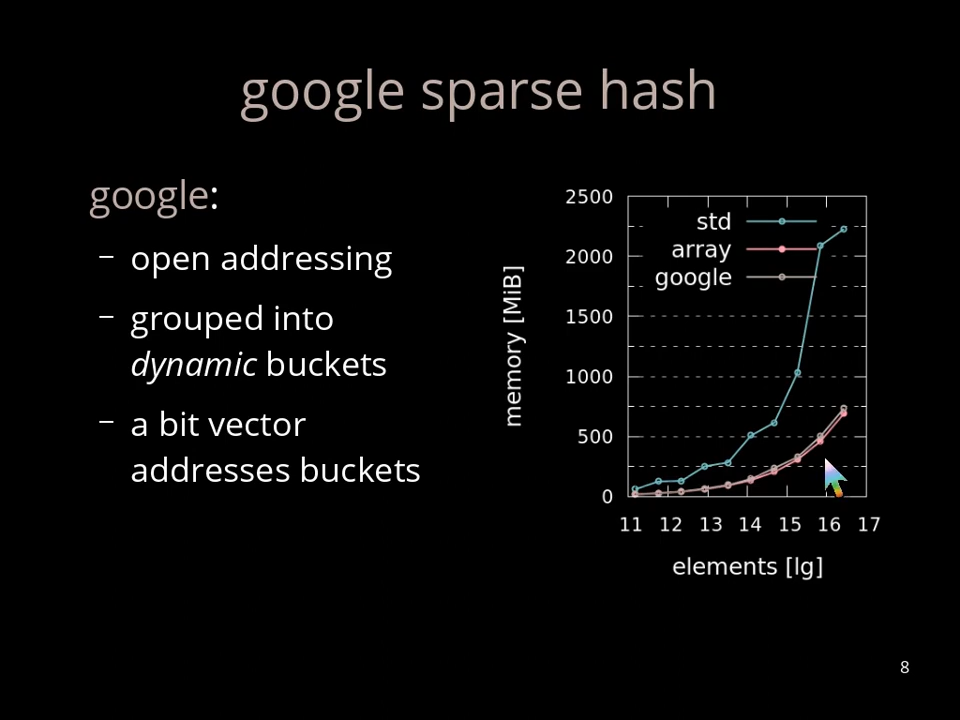 google sparse hash
google:
– open addressing
– grouped into
dynamic buckets
– a bit vector
addresses buckets
memory [MiB]
2500
2000
1500
1000
500
0
std
array
google
11 12 13 14 15 16 17
elements [lg]
8